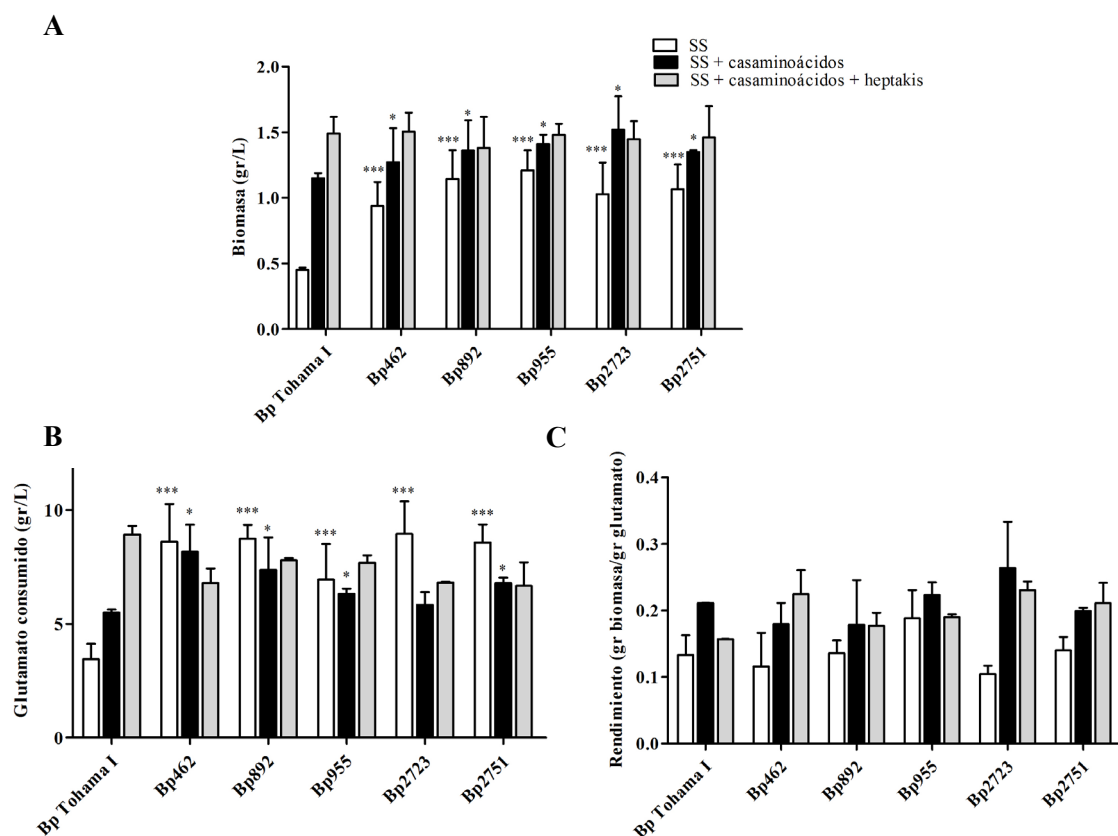 A
SS
SS + casaminoácidos
SS + casaminoácidos + heptakis
Biomasa (gr/L)
2.0
1.5
1.0
0.5
0.0
***
*
***
*
***
*
***
*
***
*
Bp Tohama I
Bp462
Bp892
Bp955
Bp2723
Bp2751
B
Glutamato consumido (gr/L)
10
5
0
***
*
***
*
***
*
***
***
*
Bp Tohama I
Bp462
Bp892
Bp955
Bp2723
Bp2751
C
Rendimiento (gr biomasa/gr glutamato)
0.4
0.3
0.2
0.1
0.0
Bp Tohama I
Bp462
Bp892
Bp955
Bp2723
Bp2751